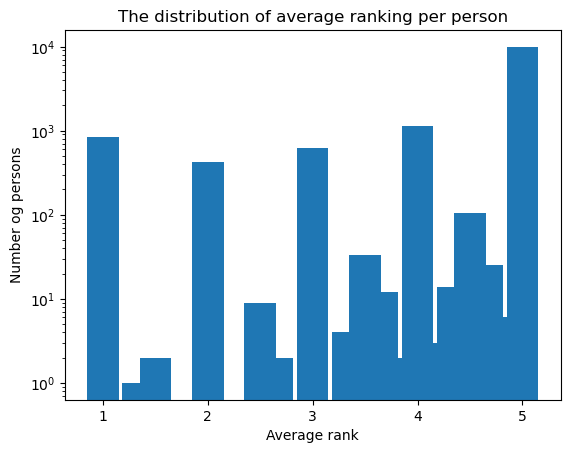 The distribution of average ranking per person
Number og persons
10^4
10^3
10^2
10^1
10^0
1 2 3 4 5
Average rank